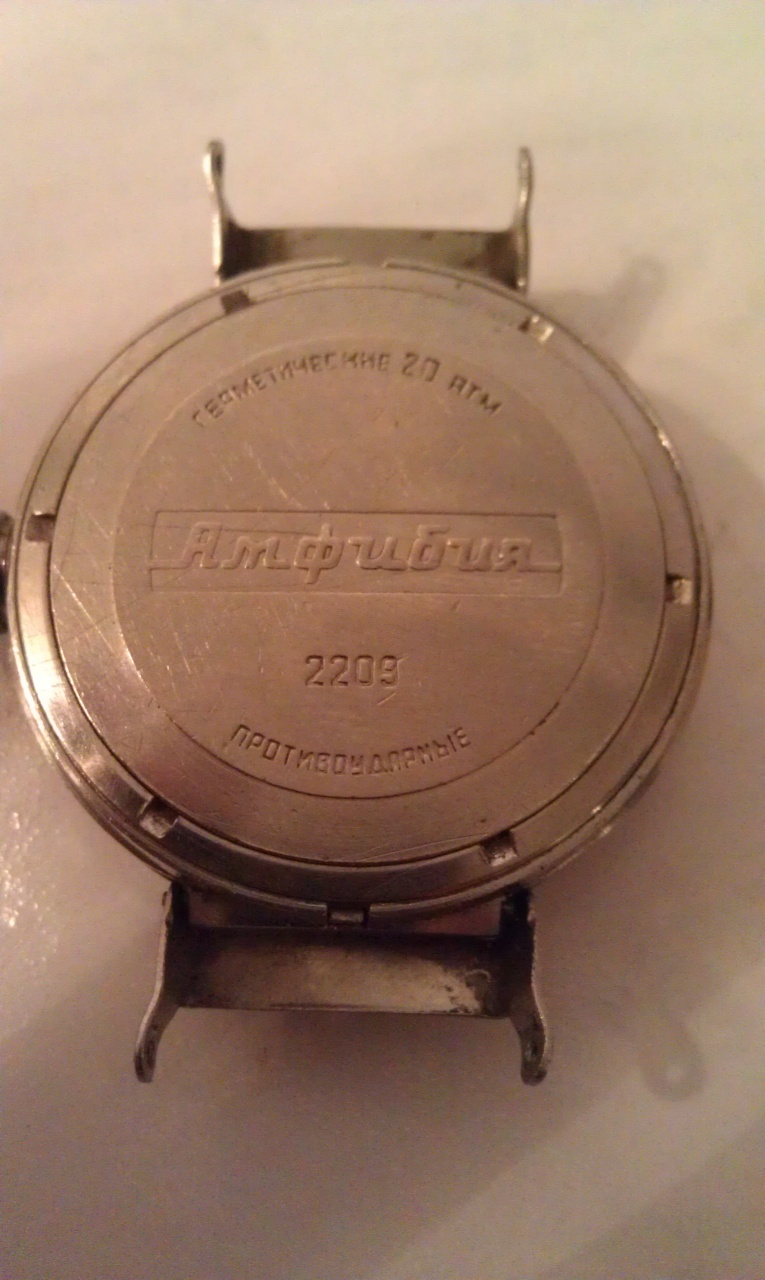 ГЕРМЕТИЧЕСКИЕ 20 АТМ
Амфибия
2209
ПРОТИВОУДАРНЫЕ